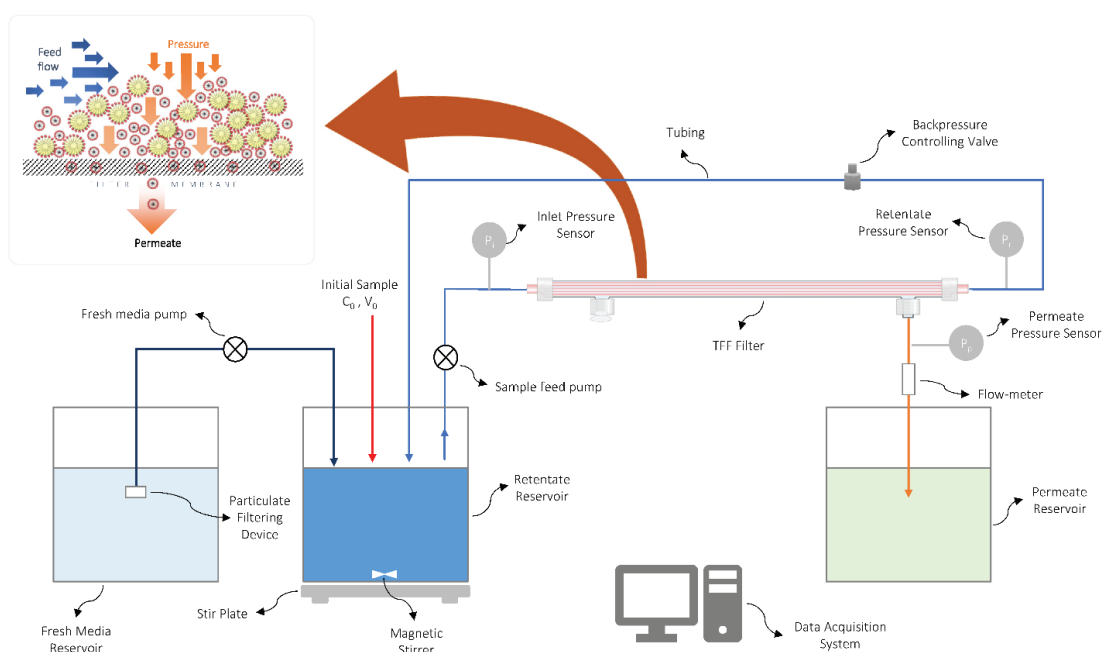 Feed
flow
Pressure
FILTER MEMBRANE
Permeate
Tubing
Backpressure
Controlling Valve
Inlet Pressure
Sensor
Retentate
Pressure Sensor
Pi
Pr
Initial Sample
C0 , V0
Fresh media pump
TFF Filter
Permeate
Pressure Sensor
Pp
Sample feed pump
Flow-meter
Particulate
Filtering
Device
Retentate
Reservoir
Permeate
Reservoir
Stir Plate
Fresh Media
Reservoir
Magnetic
Stirrer
Data Acquisition
System